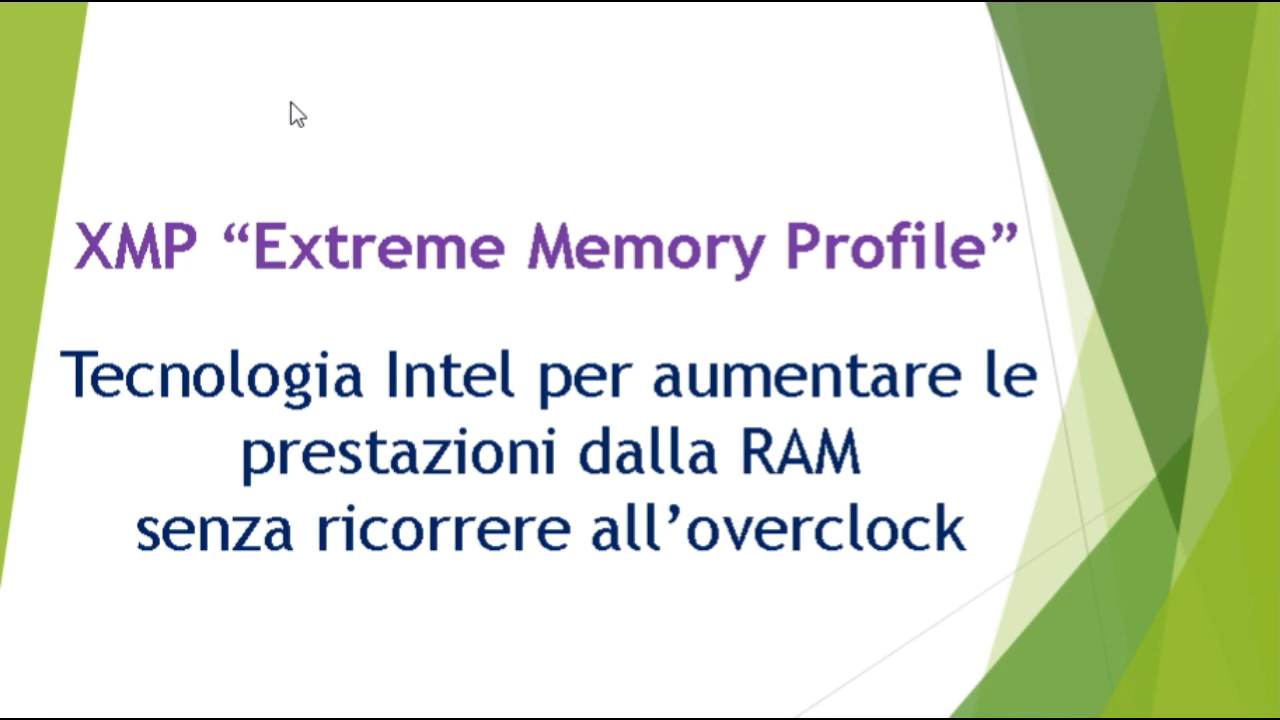 XMP “Extreme Memory Profile”
Tecnologia Intel per aumentare le
prestazioni dalla RAM
senza ricorrere all’overclock